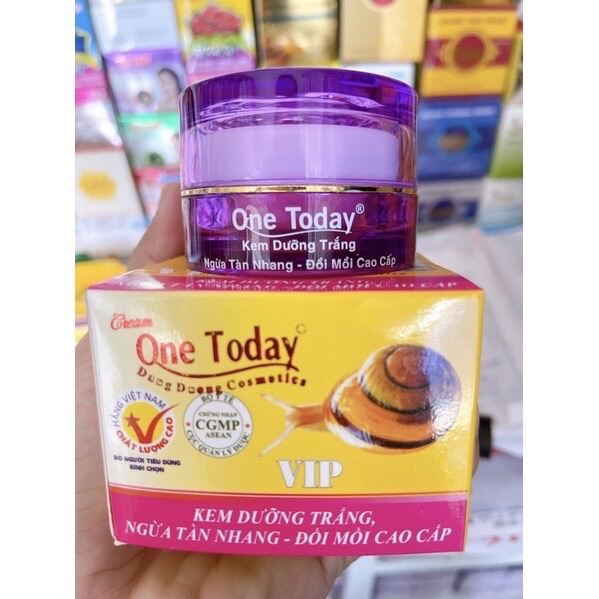 One Today®
Kem Dưỡng Trắng
Ngừa Tàn Nhang - Đồi Mồi Cao Cấp
Cream
One Today
Dang Duong Cosmetics
HÀNG VIỆT NAM
CHẤT LƯỢNG CAO
DO NGƯỜI TIÊU DÙNG
BÌNH CHỌN
BỘ Y TẾ
CHỨNG NHẬN
CGMP
ASEAN
CỤC QUẢN LÝ DƯỢC
VIP
KEM DƯỠNG TRẮNG,
NGỪA TÀN NHANG - ĐỒI MỒI CAO CẤP